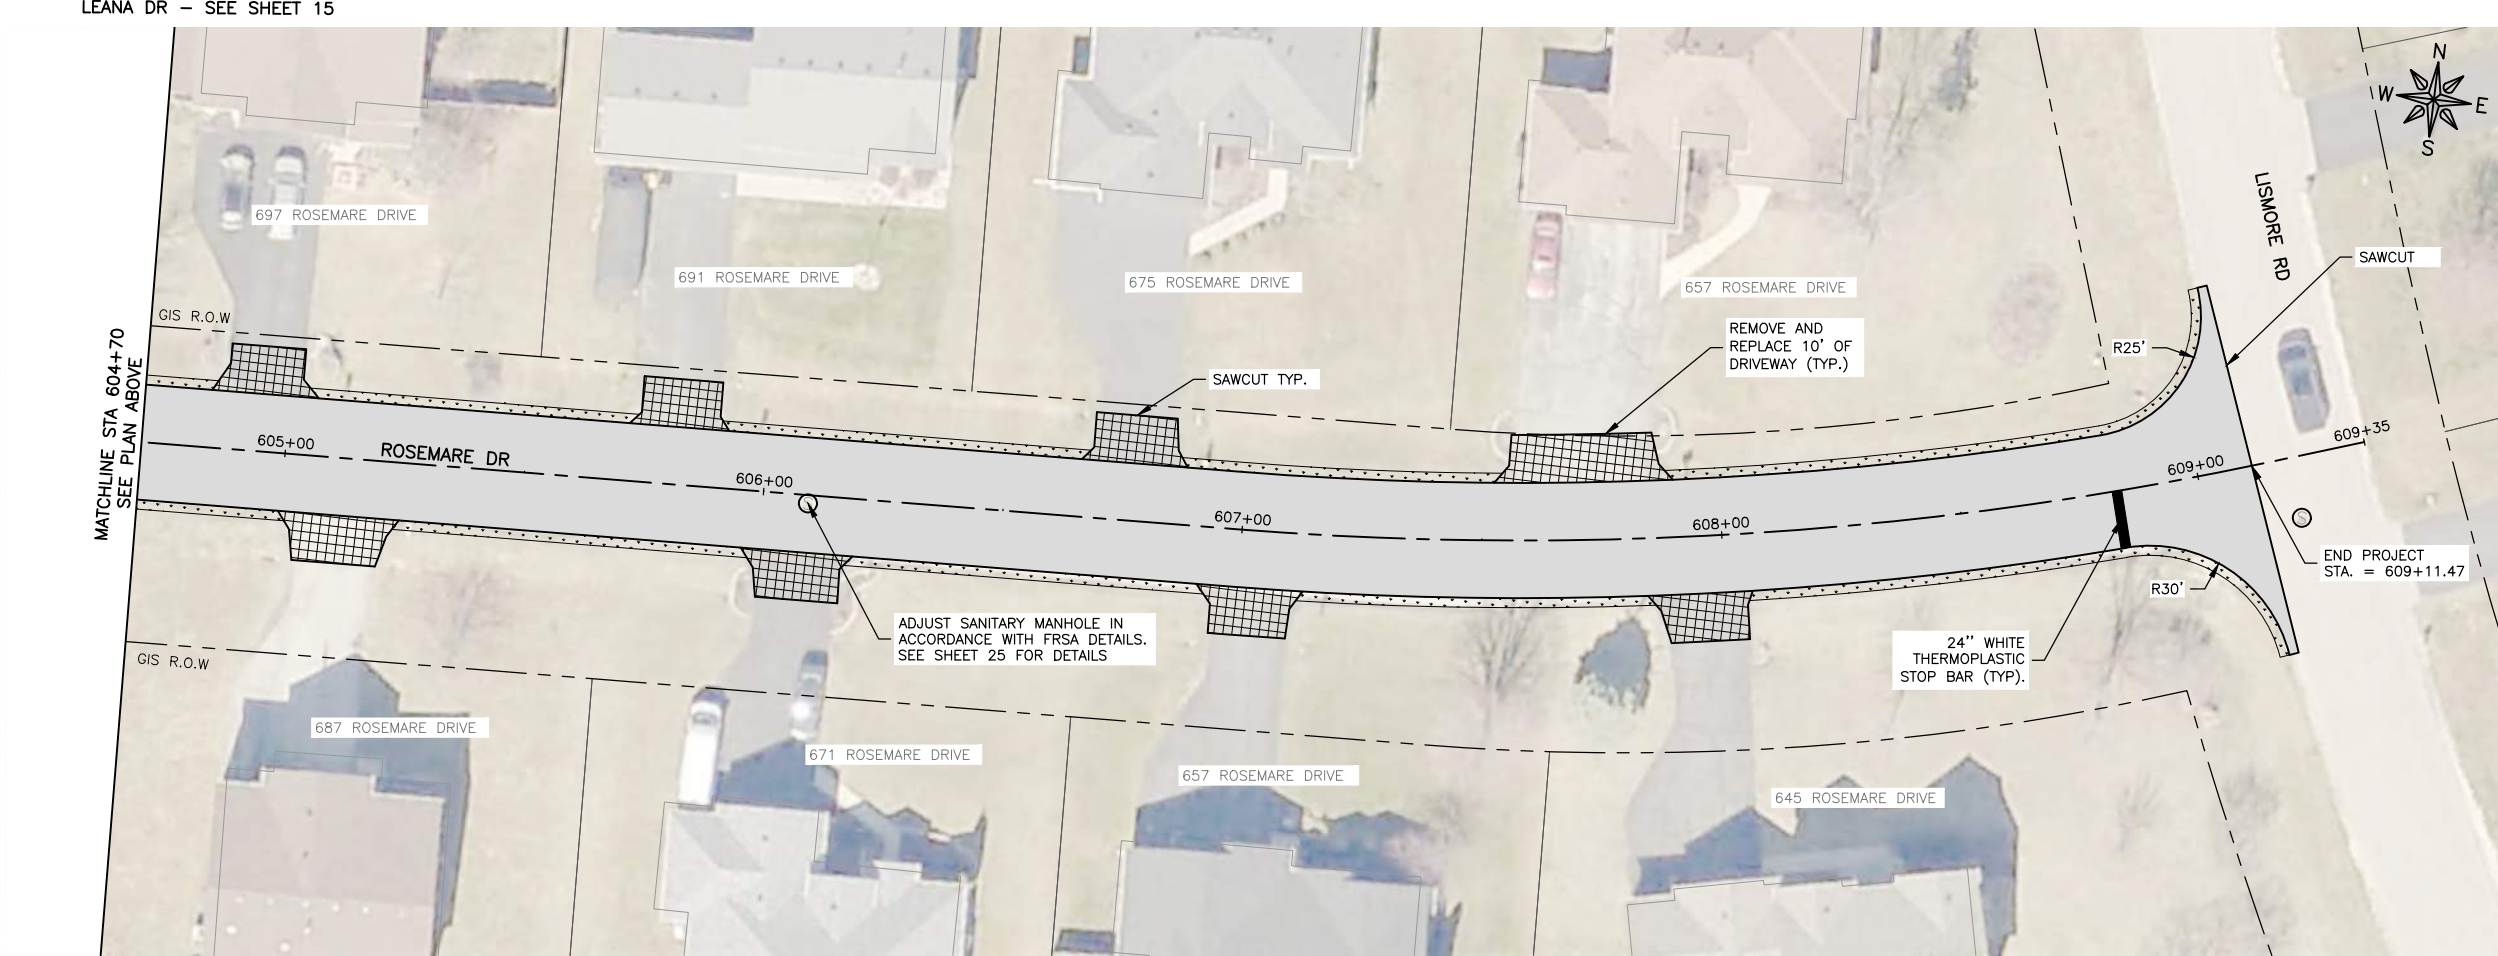 LEANA DR – SEE SHEET 15
N
W
E
S
LISMORE RD
697 ROSEMARE DRIVE
691 ROSEMARE DRIVE
675 ROSEMARE DRIVE
657 ROSEMARE DRIVE
SAWCUT
GIS R.O.W
REMOVE AND
REPLACE 10' OF
DRIVEWAY (TYP.)
R25'
SAWCUT TYP.
MATCHLINE STA 604+70
SEE PLAN ABOVE
605+00
ROSEMARE DR
606+00
607+00
608+00
609+00
609+35
S
S
END PROJECT
STA. = 609+11.47
R30'
ADJUST SANITARY MANHOLE IN
ACCORDANCE WITH FRSA DETAILS.
SEE SHEET 25 FOR DETAILS
24'' WHITE
THERMOPLASTIC
STOP BAR (TYP).
GIS R.O.W
687 ROSEMARE DRIVE
671 ROSEMARE DRIVE
657 ROSEMARE DRIVE
645 ROSEMARE DRIVE